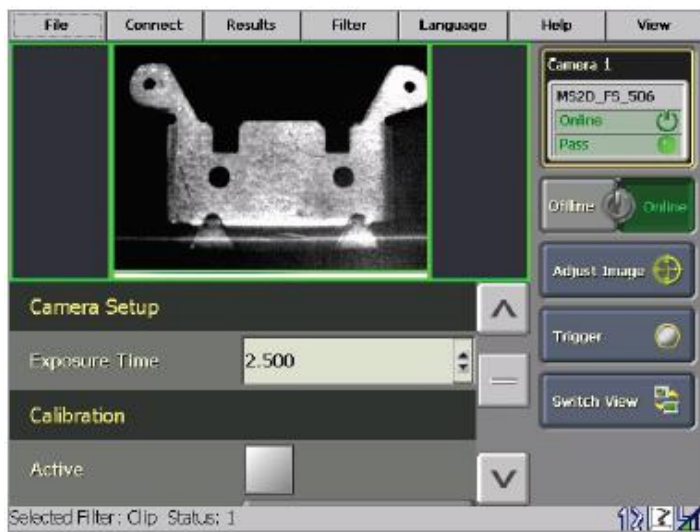 File Connect Results Filter Language Help View
Camera 1
MS2D_FS_506
Online
Pass
Offline Online
Adjust Image
Trigger
Switch View
Camera Setup
Exposure Time 2.500
Calibration
Active
Selected Filter: Clip Status: 1